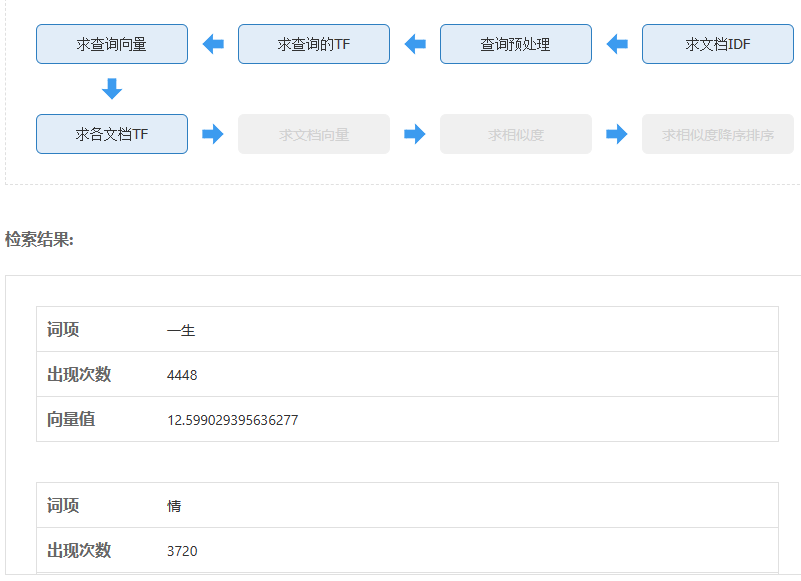 求查询向量 求查询的TF 查询预处理 求文档IDF
求各文档TF 求文档向量 求相似度 求相似度降序排序
检索结果:
词项 一生
出现次数 4448
向量值 12.599029395636277
词项 情
出现次数 3720